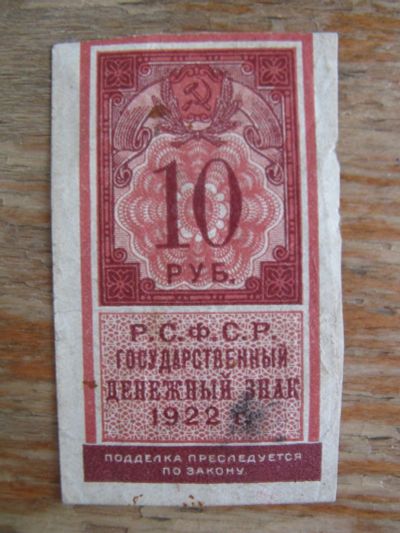 10
РУБ.
Р.С.Ф.С.Р.
ГОСУДАРСТВЕННЫЙ
ДЕНЕЖНЫЙ ЗНАК
1922 г.
ПОДДЕЛКА ПРЕСЛЕДУЕТСЯ
ПО ЗАКОНУ.